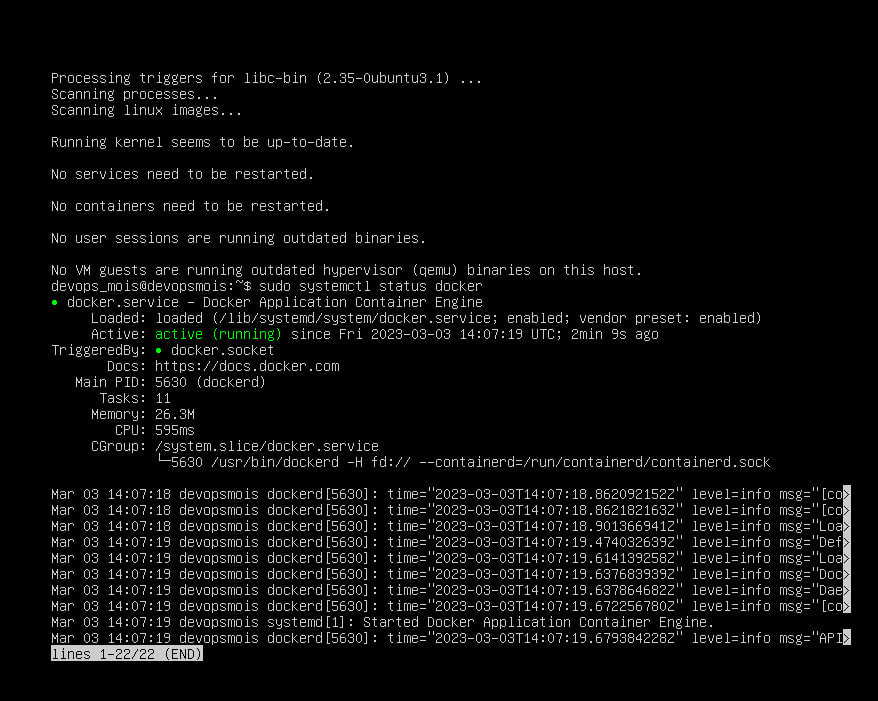 Processing triggers for libc-bin (2.35-0ubuntu3.1) ...
Scanning processes...
Scanning linux images...
Running kernel seems to be up-to-date.
No services need to be restarted.
No containers need to be restarted.
No user sessions are running outdated binaries.
No VM guests are running outdated hypervisor (qemu) binaries on this host.
devops_mois@devopsmois:~$ sudo systemctl status docker
● docker.service - Docker Application Container Engine
     Loaded: loaded (/lib/systemd/system/docker.service; enabled; vendor preset: enabled)
     Active: active (running) since Fri 2023-03-03 14:07:19 UTC; 2min 9s ago
TriggeredBy: ● docker.socket
       Docs: https://docs.docker.com
   Main PID: 5630 (dockerd)
      Tasks: 11
     Memory: 26.3M
        CPU: 595ms
     CGroup: /system.slice/docker.service
             └─5630 /usr/bin/dockerd -H fd:// --containerd=/run/containerd/containerd.sock
Mar 03 14:07:18 devopsmois dockerd[5630]: time="2023-03-03T14:07:18.862092152Z" level=info msg="[co>
Mar 03 14:07:18 devopsmois dockerd[5630]: time="2023-03-03T14:07:18.862182163Z" level=info msg="[co>
Mar 03 14:07:18 devopsmois dockerd[5630]: time="2023-03-03T14:07:18.901366941Z" level=info msg="Loa>
Mar 03 14:07:19 devopsmois dockerd[5630]: time="2023-03-03T14:07:19.474032639Z" level=info msg="Def>
Mar 03 14:07:19 devopsmois dockerd[5630]: time="2023-03-03T14:07:19.614139258Z" level=info msg="Loa>
Mar 03 14:07:19 devopsmois dockerd[5630]: time="2023-03-03T14:07:19.637683939Z" level=info msg="Doc>
Mar 03 14:07:19 devopsmois dockerd[5630]: time="2023-03-03T14:07:19.637864682Z" level=info msg="Dae>
Mar 03 14:07:19 devopsmois dockerd[5630]: time="2023-03-03T14:07:19.672256780Z" level=info msg="[co>
Mar 03 14:07:19 devopsmois systemd[1]: Started Docker Application Container Engine.
Mar 03 14:07:19 devopsmois dockerd[5630]: time="2023-03-03T14:07:19.679384228Z" level=info msg="API>
lines 1-22/22 (END)